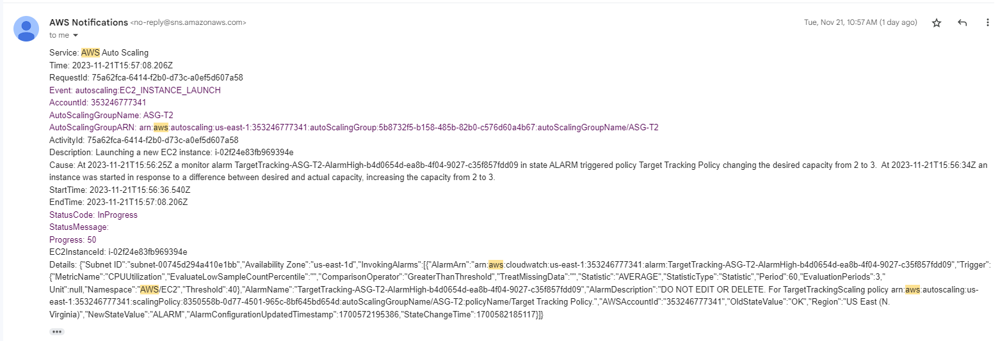 AWS Notifications <no-reply@sns.amazonaws.com>
Tue, Nov 21, 10:57 AM (1 day ago)
to me
Service: AWS Auto Scaling
Time: 2023-11-21T15:57:08.206Z
RequestId: 75a62fca-6414-f2b0-d73c-a0ef5d607a58
Event: autoscaling:EC2_INSTANCE_LAUNCH
AccountId: 353246777341
AutoScalingGroupName: ASG-T2
AutoScalingGroupARN: arn:aws:autoscaling:us-east-1:353246777341:autoScalingGroup:5b8732f5-b158-485b-82b0-c576d60a4b67:autoScalingGroupName/ASG-T2
ActivityId: 75a62fca-6414-f2b0-d73c-a0ef5d607a58
Description: Launching a new EC2 instance: i-02f24e83fb969394e
Cause: At 2023-11-21T15:56:25Z a monitor alarm TargetTracking-ASG-T2-AlarmHigh-b4d0654d-ea8b-4f04-9027-c35f857fdd09 in state ALARM triggered policy Target Tracking Policy changing the desired capacity from 2 to 3.  At 2023-11-21T15:56:34Z an
instance was started in response to a difference between desired and actual capacity, increasing the capacity from 2 to 3.
StartTime: 2023-11-21T15:56:36.540Z
EndTime: 2023-11-21T15:57:08.206Z
StatusCode: InProgress
StatusMessage:
Progress: 50
EC2InstanceId: i-02f24e83fb969394e
Details: {"Subnet ID":"subnet-00745d294a410e1bb","Availability Zone":"us-east-1d","InvokingAlarms":[{"AlarmArn":"arn:aws:cloudwatch:us-east-1:353246777341:alarm:TargetTracking-ASG-T2-AlarmHigh-b4d0654d-ea8b-4f04-9027-c35f857fdd09","Trigger":
{"MetricName":"CPUUtilization","EvaluateLowSampleCountPercentile":"","ComparisonOperator":"GreaterThanThreshold","TreatMissingData":"","Statistic":"AVERAGE","StatisticType":"Statistic","Period":60,"EvaluationPeriods":3,"
Unit":null,"Namespace":"AWS/EC2","Threshold":40},"AlarmName":"TargetTracking-ASG-T2-AlarmHigh-b4d0654d-ea8b-4f04-9027-c35f857fdd09","AlarmDescription":"DO NOT EDIT OR DELETE. For TargetTrackingScaling policy arn:aws:autoscaling:us-
east-1:353246777341:scalingPolicy:8350558b-0d77-4501-965c-8bf645bd654d:autoScalingGroupName/ASG-T2:policyName/Target Tracking Policy.","AWSAccountId":"353246777341","OldStateValue":"OK","Region":"US East (N.
Virginia)","NewStateValue":"ALARM","AlarmConfigurationUpdatedTimestamp":1700572195386,"StateChangeTime":1700582185117}]}